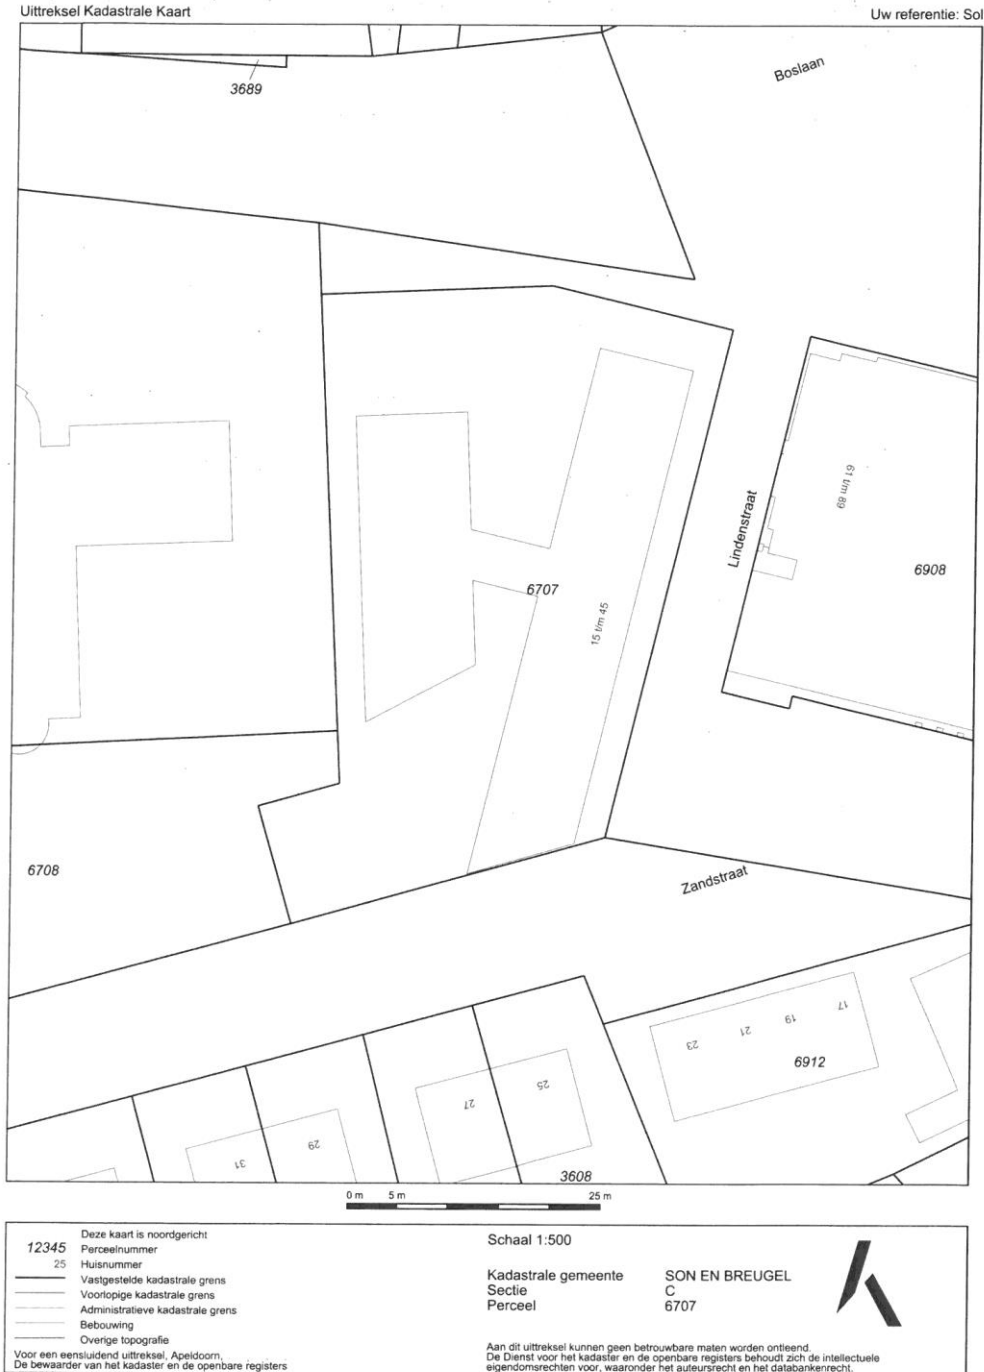 Uittreksel Kadastrale Kaart
Uw referentie: Sol
Boslaan
3689
61 t/m 89
Lindenstraat
6908
6707
15 t/m 45
6708
Zandstraat
17
19
21
23
6912
25
27
29
31
3608
0 m 5 m 25 m
Deze kaart is noordgericht
12345 Perceelnummer
25 Huisnummer
Vastgestelde kadastrale grens
Voorlopige kadastrale grens
Administratieve kadastrale grens
Bebouwing
Overige topografie
Voor een eensluidend uittreksel, Apeldoorn,
De bewaarder van het kadaster en de openbare registers
Schaal 1:500
Kadastrale gemeente SON EN BREUGEL
Sectie C
Perceel 6707
Aan dit uittreksel kunnen geen betrouwbare maten worden ontleend.
De Dienst voor het kadaster en de openbare registers behoudt zich de intellectuele
eigendomsrechten voor, waaronder het auteursrecht en het databankenrecht.